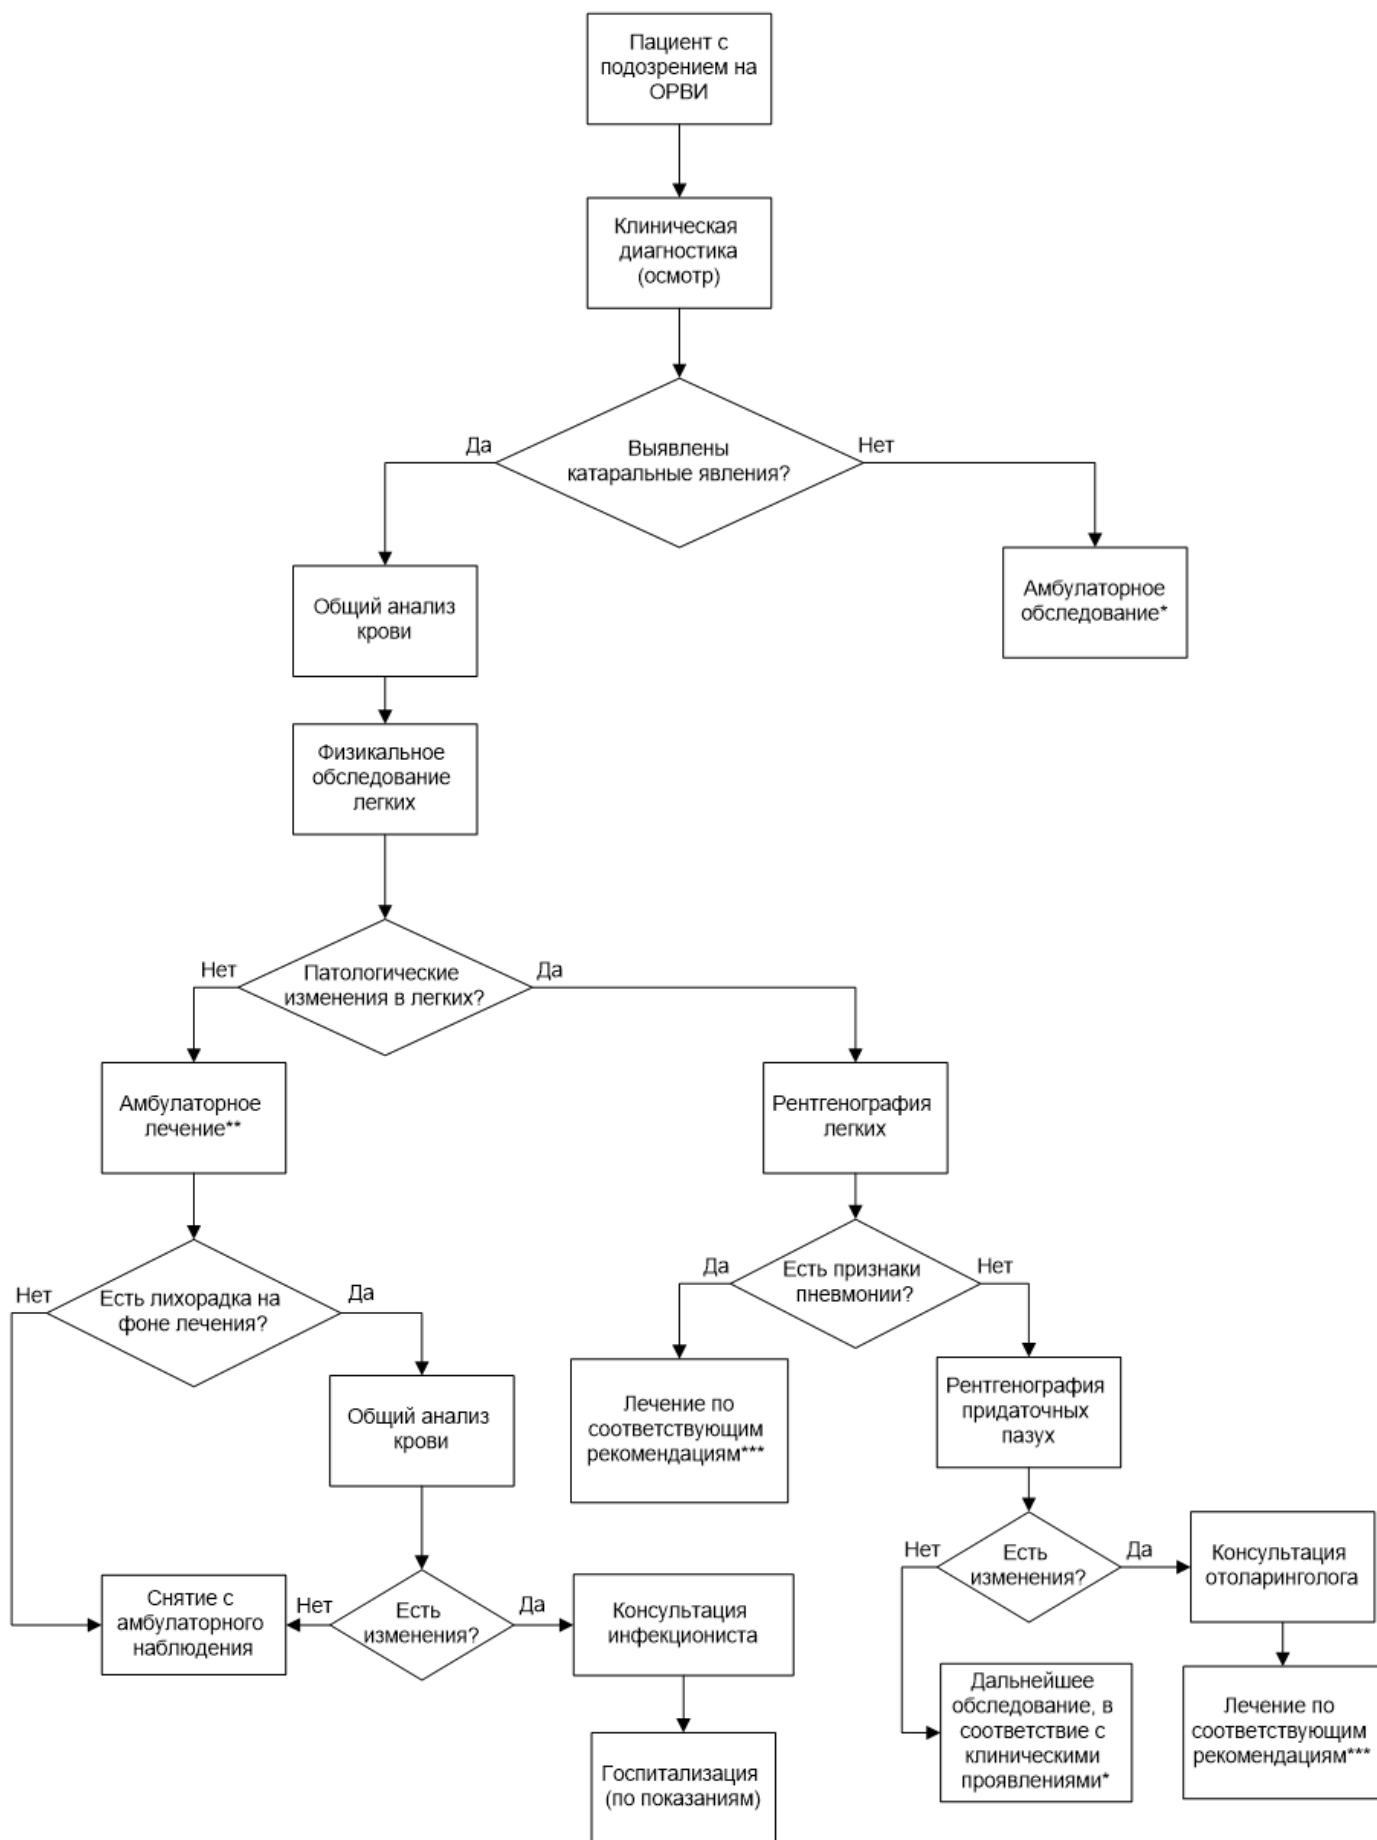 Пациент с
подозрением на
ОРВИ
Клиническая
диагностика
(осмотр)
Да
Выявлены
катаральные явления?
Нет
Общий анализ
крови
Амбулаторное
обследование*
Физикальное
обследование
легких
Нет
Патологические
изменения в легких?
Да
Амбулаторное
лечение**
Рентгенография
легких
Нет
Есть лихорадка на
фоне лечения?
Да
Да
Есть признаки
пневмонии?
Нет
Общий анализ
крови
Лечение по
соответствующим
рекомендациям***
Рентгенография
придаточных
пазух
Снятие с
амбулаторного
наблюдения
Нет
Есть
изменения?
Да
Консультация
инфекциониста
Нет
Есть
изменения?
Да
Консультация
отоларинголога
Госпитализация
(по показаниям)
Дальнейшее
обследование, в
соответствие с
клиническими
проявлениями*
Лечение по
соответствующим
рекомендациям***